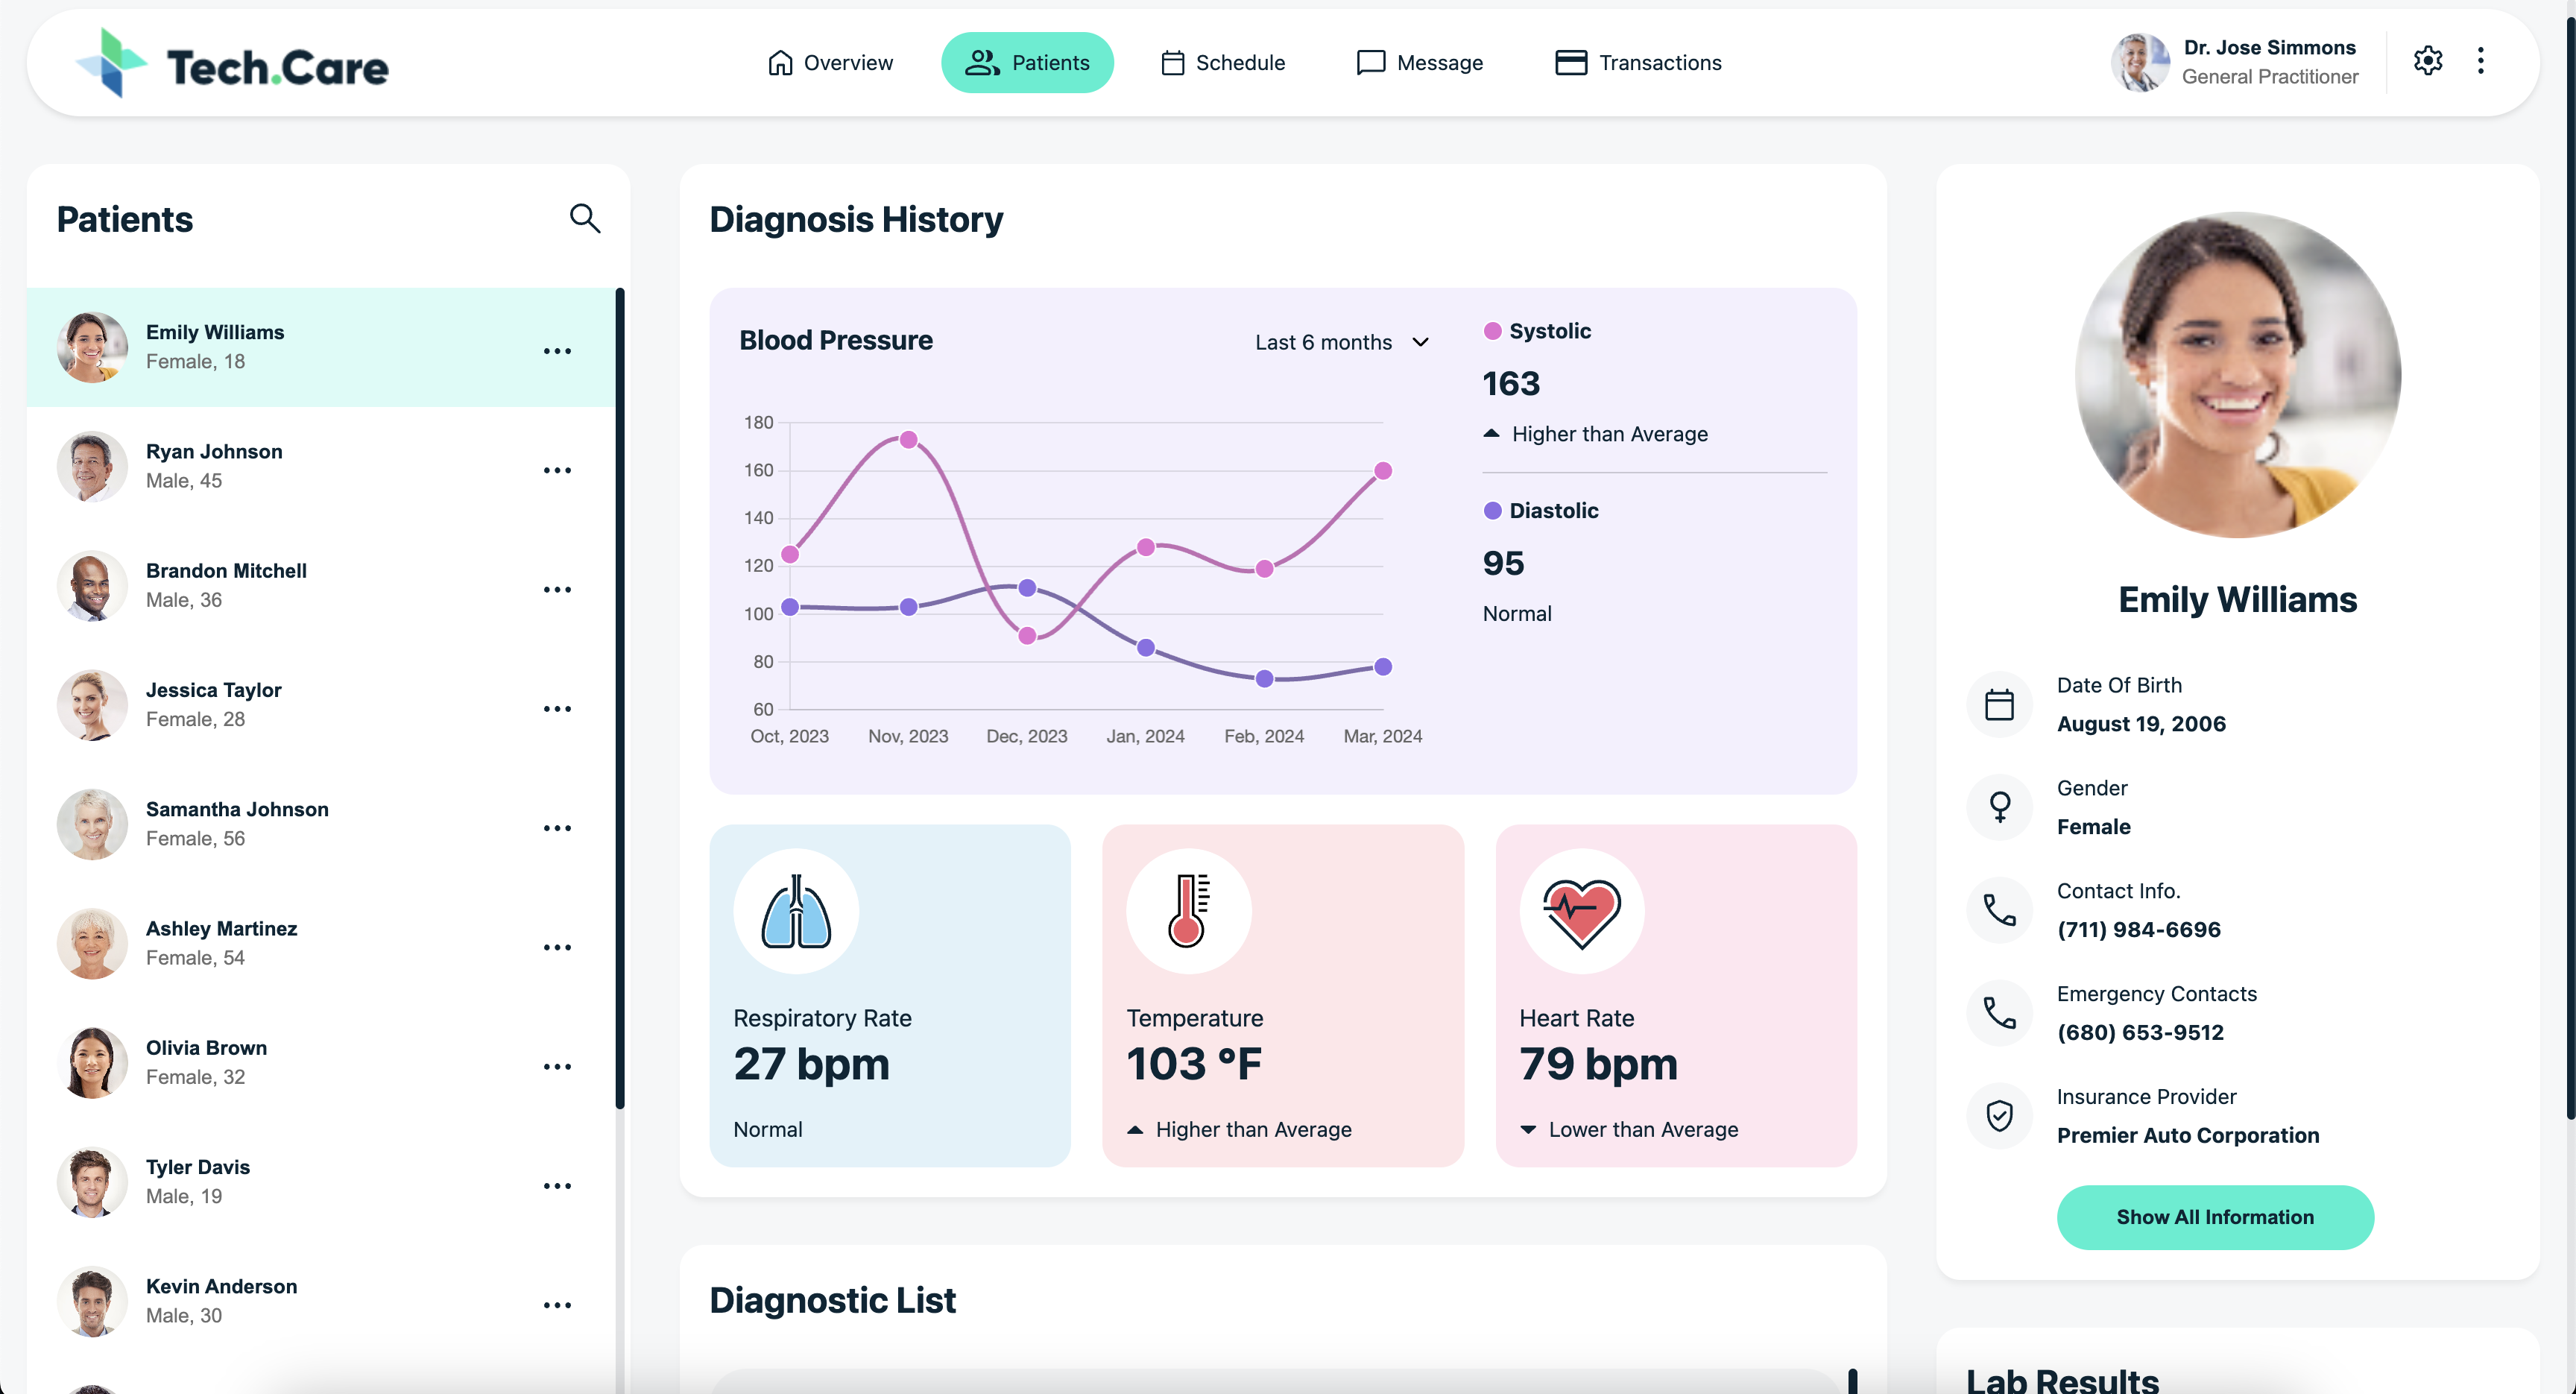 Tech.Care
Overview
Patients
Schedule
Message
Transactions
Dr. Jose Simmons
General Practitioner
Patients
Emily Williams
Female, 18
Ryan Johnson
Male, 45
Brandon Mitchell
Male, 36
Jessica Taylor
Female, 28
Samantha Johnson
Female, 56
Ashley Martinez
Female, 54
Olivia Brown
Female, 32
Tyler Davis
Male, 19
Kevin Anderson
Male, 30
Diagnosis History
Blood Pressure
Last 6 months
180
160
140
120
100
80
60
Oct, 2023
Nov, 2023
Dec, 2023
Jan, 2024
Feb, 2024
Mar, 2024
Systolic
163
Higher than Average
Diastolic
95
Normal
Respiratory Rate
27 bpm
Normal
Temperature
103 °F
Higher than Average
Heart Rate
79 bpm
Lower than Average
Diagnostic List
Emily Williams
Date Of Birth
August 19, 2006
Gender
Female
Contact Info.
(711) 984-6696
Emergency Contacts
(680) 653-9512
Insurance Provider
Premier Auto Corporation
Show All Information
Lab Results